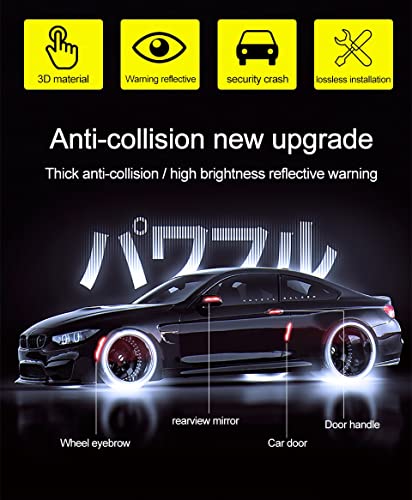 3D material
Warning reflective
security crash
lossless installation
Anti-collision new upgrade
Thick anti-collision / high brightness reflective warning
パワフル
rearview mirror
Wheel eyebrow
Car door
Door handle